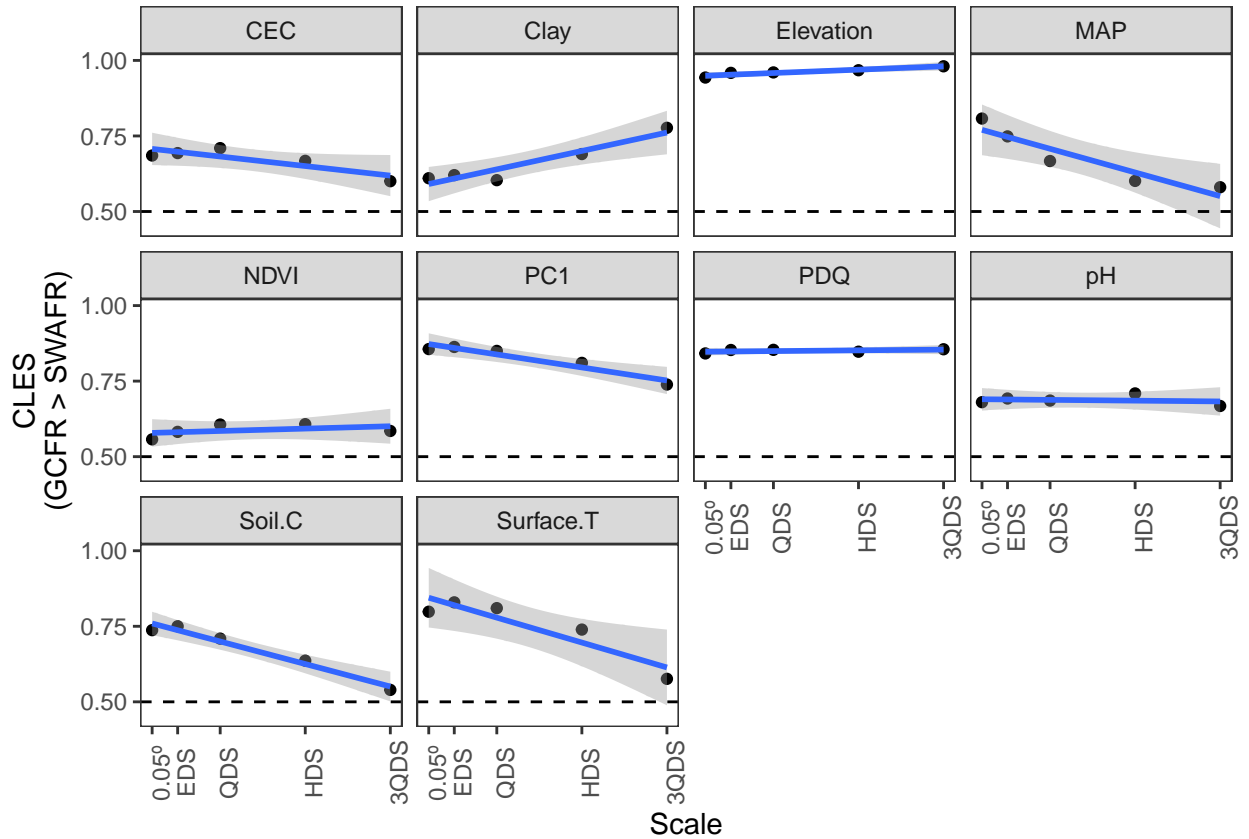 CEC
Clay
Elevation
MAP
1.00
0.75
0.50
NDVI
PC1
PDQ
pH
1.00
0.75
0.50
0.05º
EDS
QDS
HDS
3QDS
0.05º
EDS
QDS
HDS
3QDS
Soil.C
Surface.T
1.00
0.75
0.50
0.05º
EDS
QDS
HDS
3QDS
0.05º
EDS
QDS
HDS
3QDS
CLES
(GCFR > SWAFR)
Scale